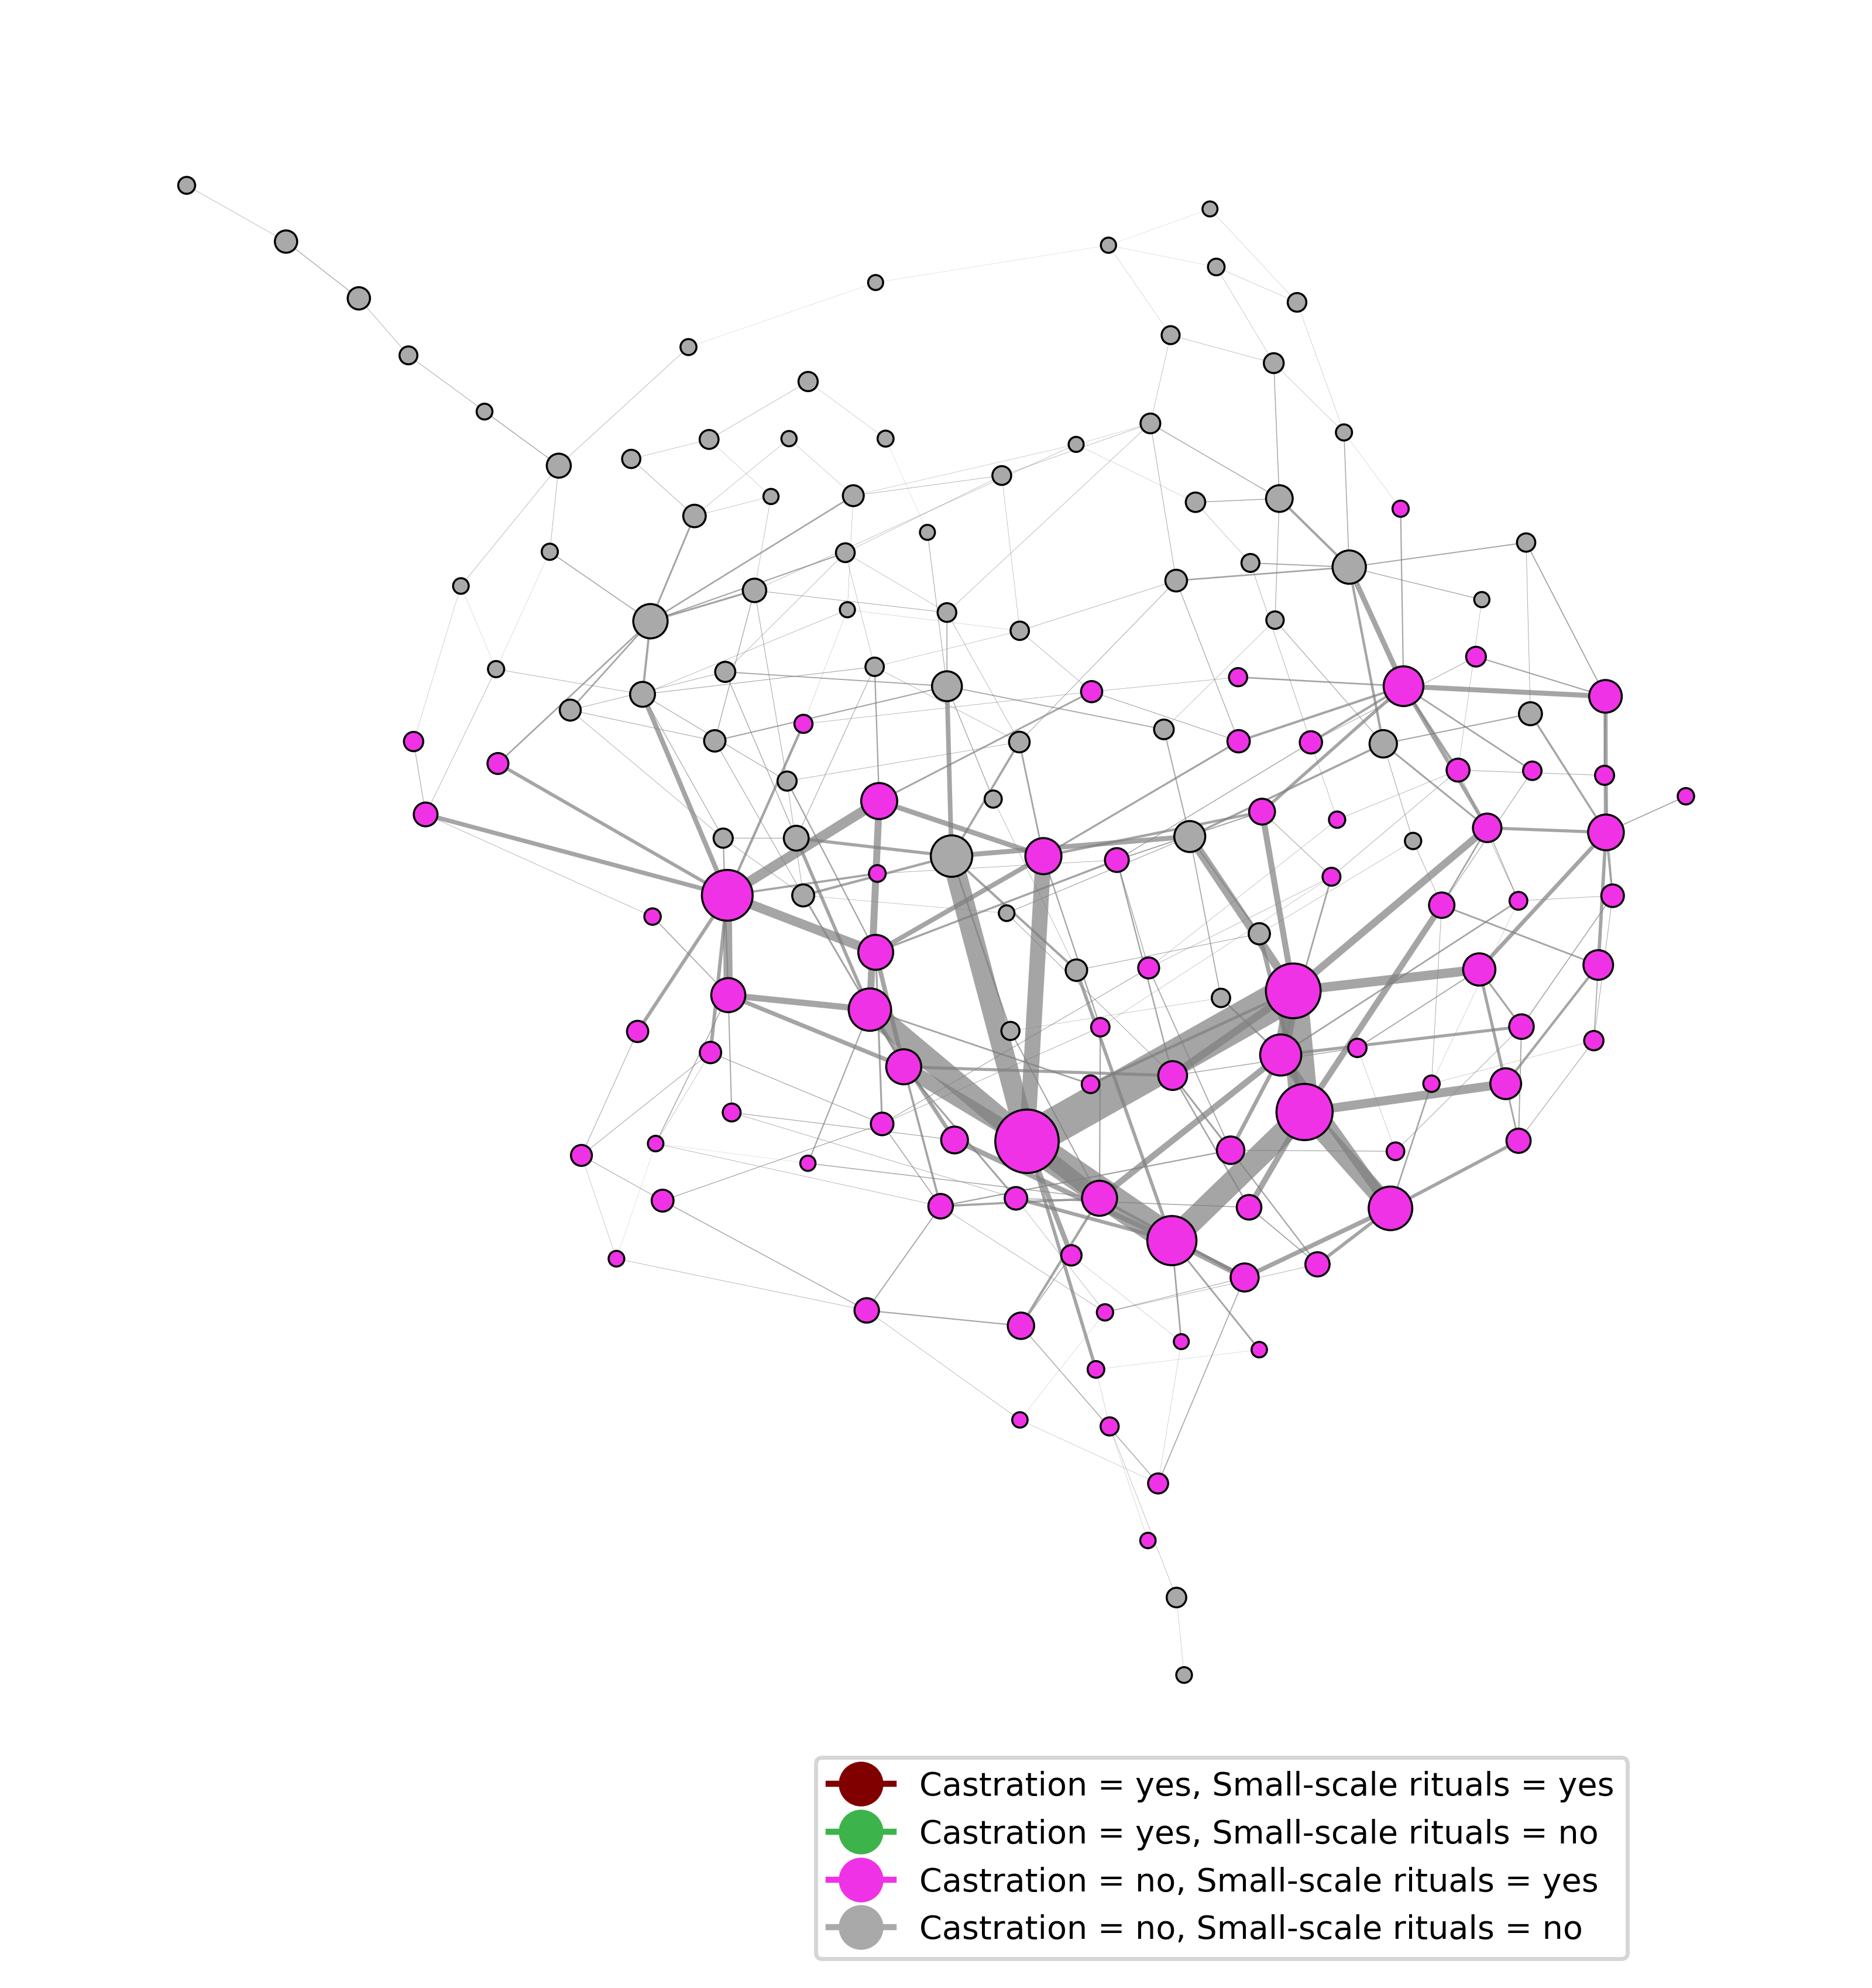 Castration = yes, Small-scale rituals = yes
Castration = yes, Small-scale rituals = no
Castration = no, Small-scale rituals = yes
Castration = no, Small-scale rituals = no